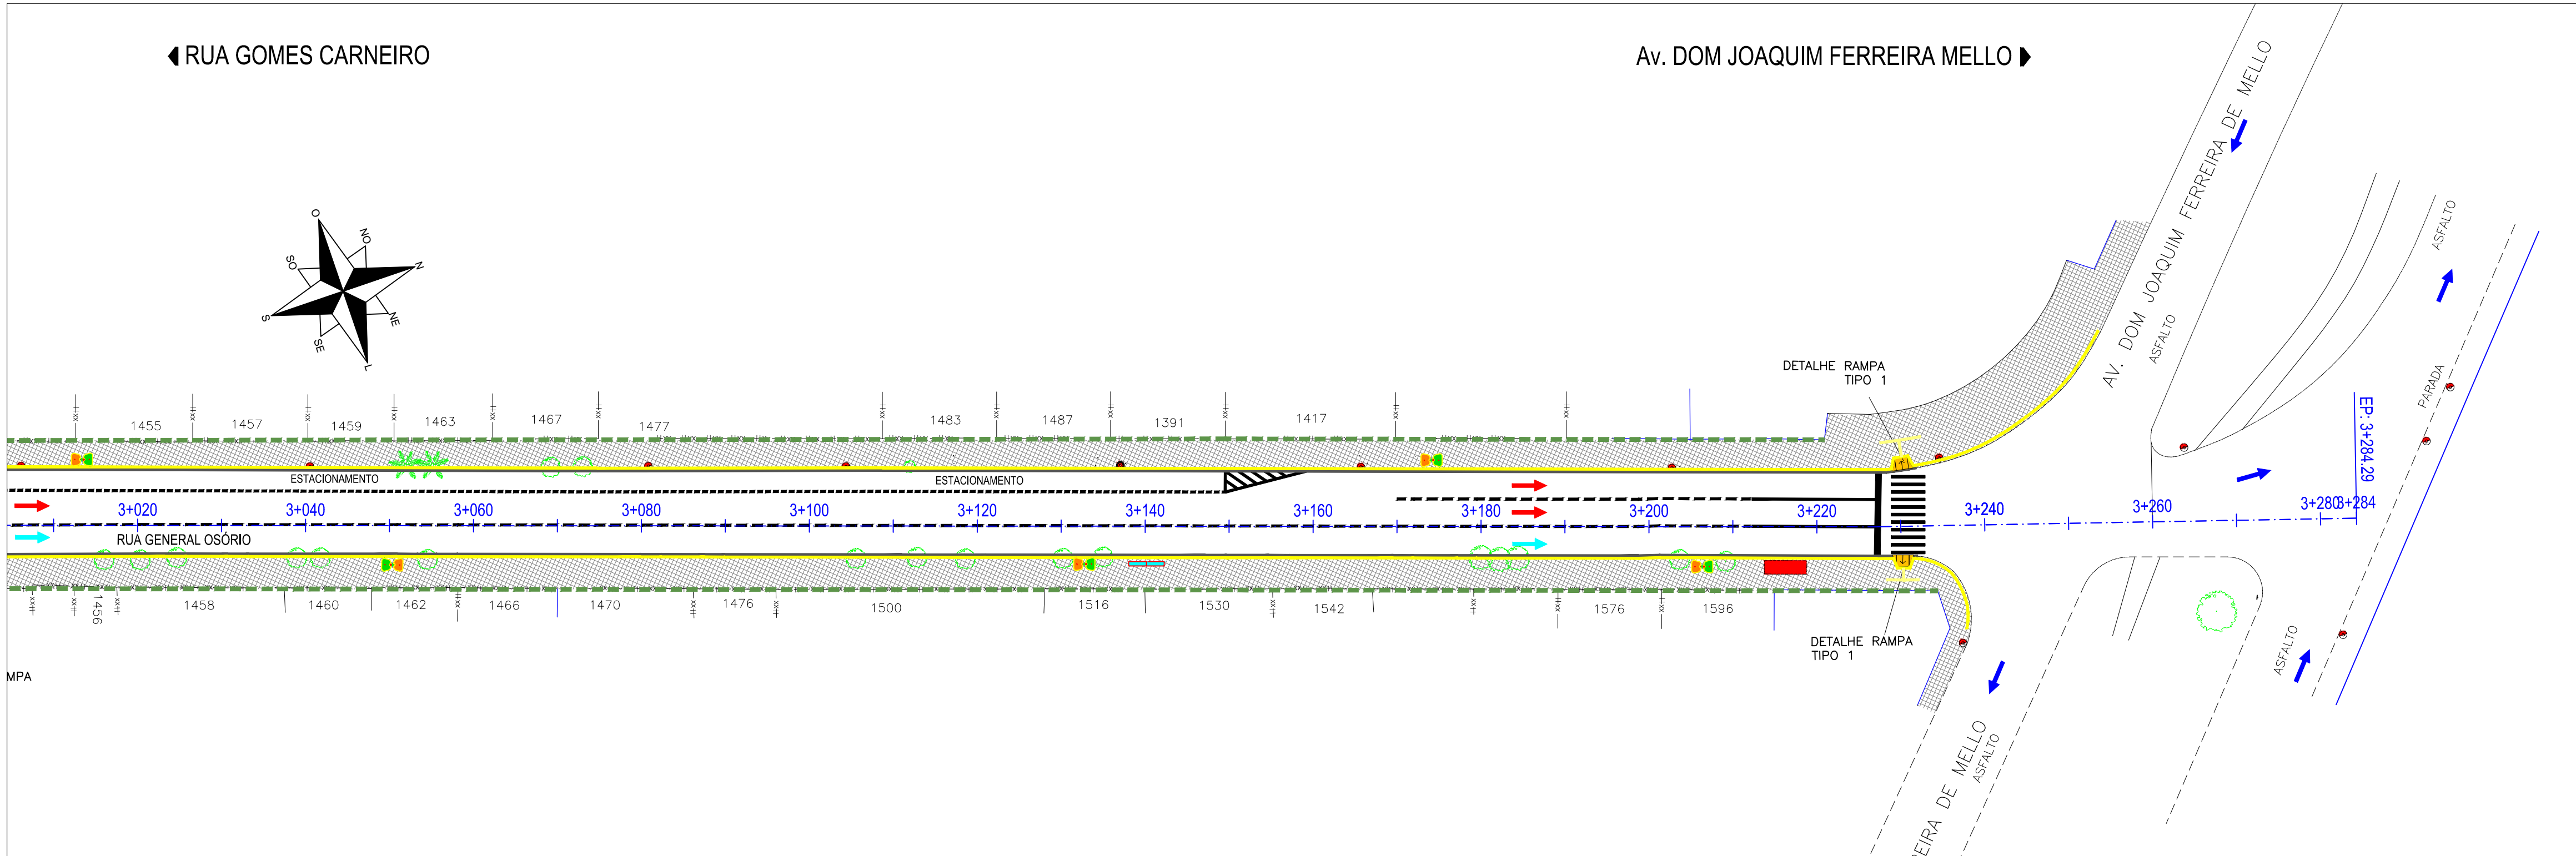 RUA GOMES CARNEIRO
Av. DOM JOAQUIM FERREIRA MELLO
AV. DOM JOAQUIM FERREIRA DE MELLO
ASFALTO
ASFALTO
PARADA
EP: 3+284.29
O
NO
N
NE
L
SE
S
SO
DETALHE RAMPA
TIPO 1
1455
1457
1459
1463
1467
1477
1483
1487
1391
1417
ESTACIONAMENTO
ESTACIONAMENTO
3+020
3+040
3+060
3+080
3+100
3+120
3+140
3+160
3+180
3+200
3+220
3+240
3+260
3+280
3+284
RUA GENERAL OSÓRIO
1456
1458
1460
1462
1466
1470
1476
1500
1516
1530
1542
1576
1596
DETALHE RAMPA
TIPO 1
MPA
ASFALTO
EIRA DE MELLO
ASFALTO